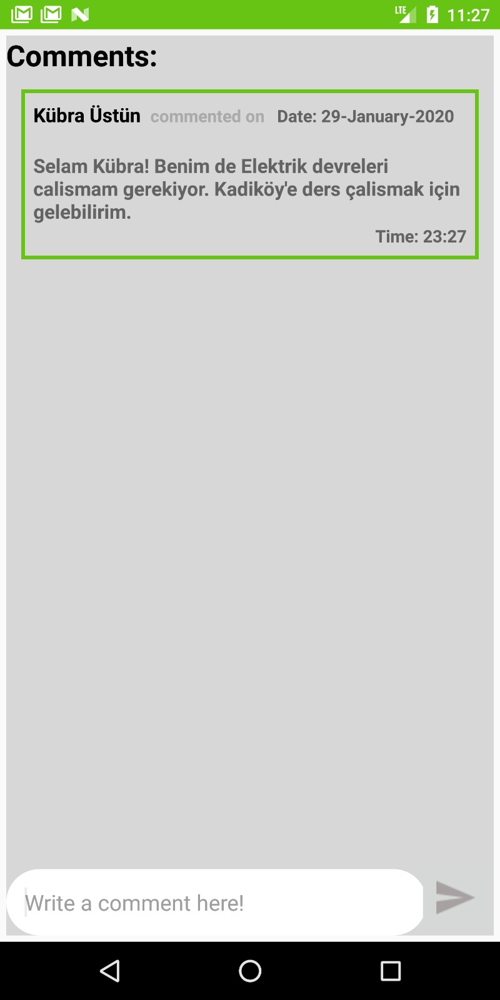 LTE 11:27
Comments:
Kübra Üstün commented on Date: 29-January-2020
Selam Kübra! Benim de Elektrik devreleri
calismam gerekiyor. Kadiköy'e ders çalismak için
gelebilirim.
Time: 23:27
Write a comment here!